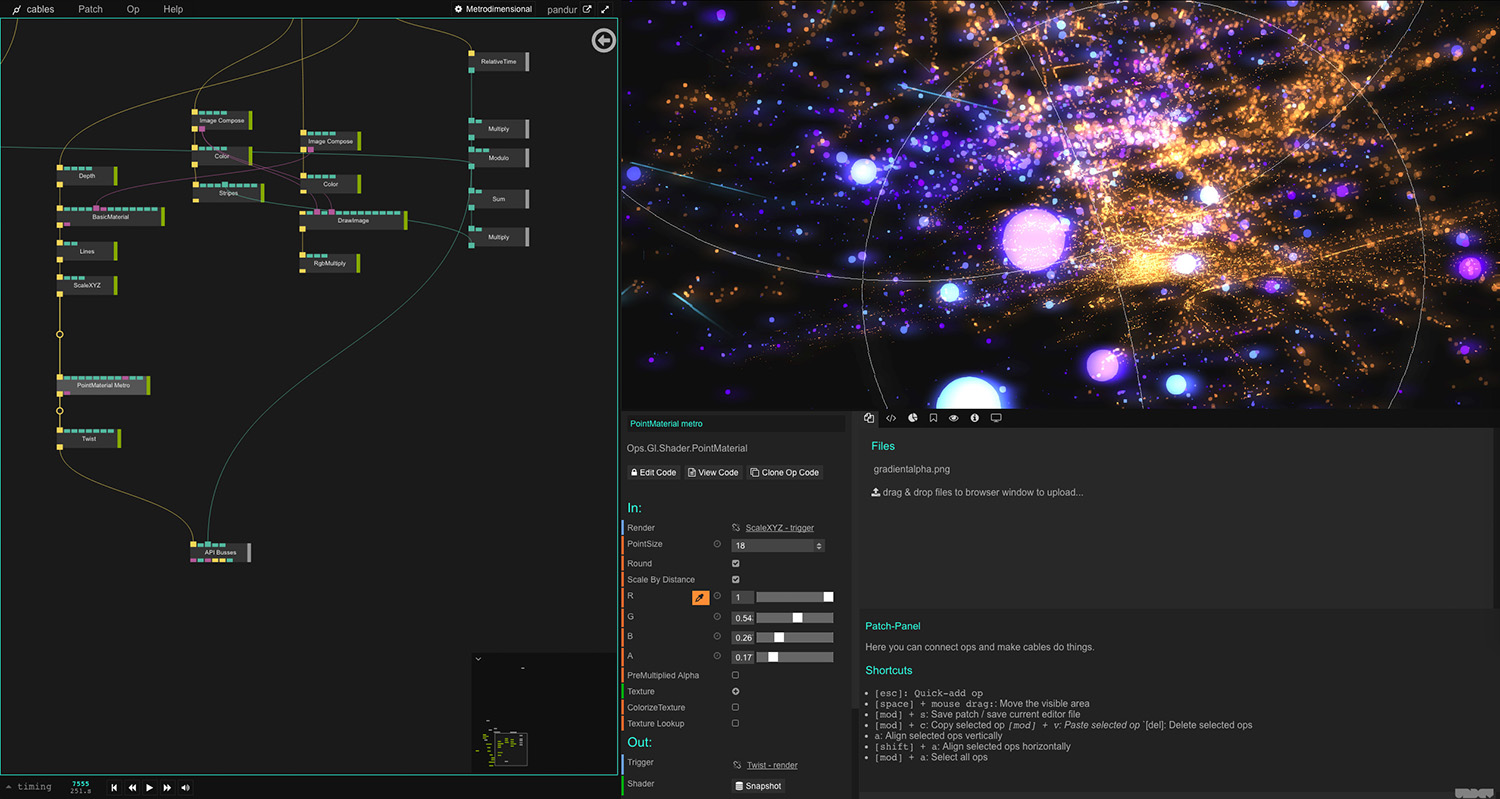 cables Patch Op Help Metrodimensional pandur
RelativeTime
Image Compose
Multiply
Image Compose
Color
Modulo
Depth
Color
Stripes
Sum
BasicMaterial
DrawImage
Multiply
Lines
RgbMultiply
ScaleXYZ
PointMaterial Metro
Twist
API Busses
timing 7555
251.s
PointMaterial metro
Ops.Gl.Shader.PointMaterial
Edit Code View Code Clone Op Code
In:
Render ScaleXYZ - trigger
PointSize 18
Round
Scale By Distance
R 1
G 0.54
B 0.26
A 0.17
PreMultiplied Alpha
Texture
ColorizeTexture
Texture Lookup
Out:
Trigger Twist - render
Shader Snapshot
Files
gradientalpha.png
drag & drop files to browser window to upload...
Patch-Panel
Here you can connect ops and make cables do things.
Shortcuts
[esc]: Quick-add op
[space] + mouse drag: Move the visible area
[mod] + s: Save patch / save current editor file
[mod] + c: Copy selected op [mod] + v: Paste selected op `[del]: Delete selected ops
a: Align selected ops vertically
[shift] + a: Align selected ops horizontally
[mod] + a: Select all ops